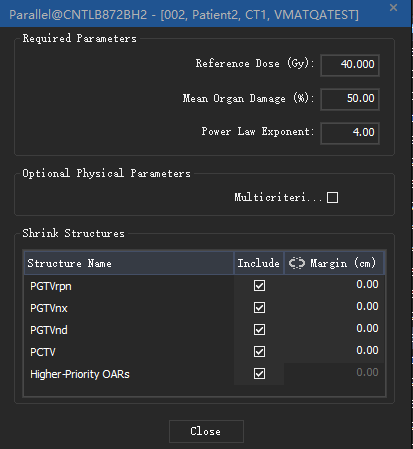 Parallel@CNTLB872BH2 - [002, Patient2, CT1, VMATQATEST]
Required Parameters
Reference Dose (Gy): 40.000
Mean Organ Damage (%): 50.00
Power Law Exponent: 4.00
Optional Physical Parameters
Multicriteri...
Shrink Structures
Structure Name Include Margin (cm)
PGTVrpn 0.00
PGTVnx 0.00
PGTVnd 0.00
PCTV 0.00
Higher-Priority OARs 0.00
Close